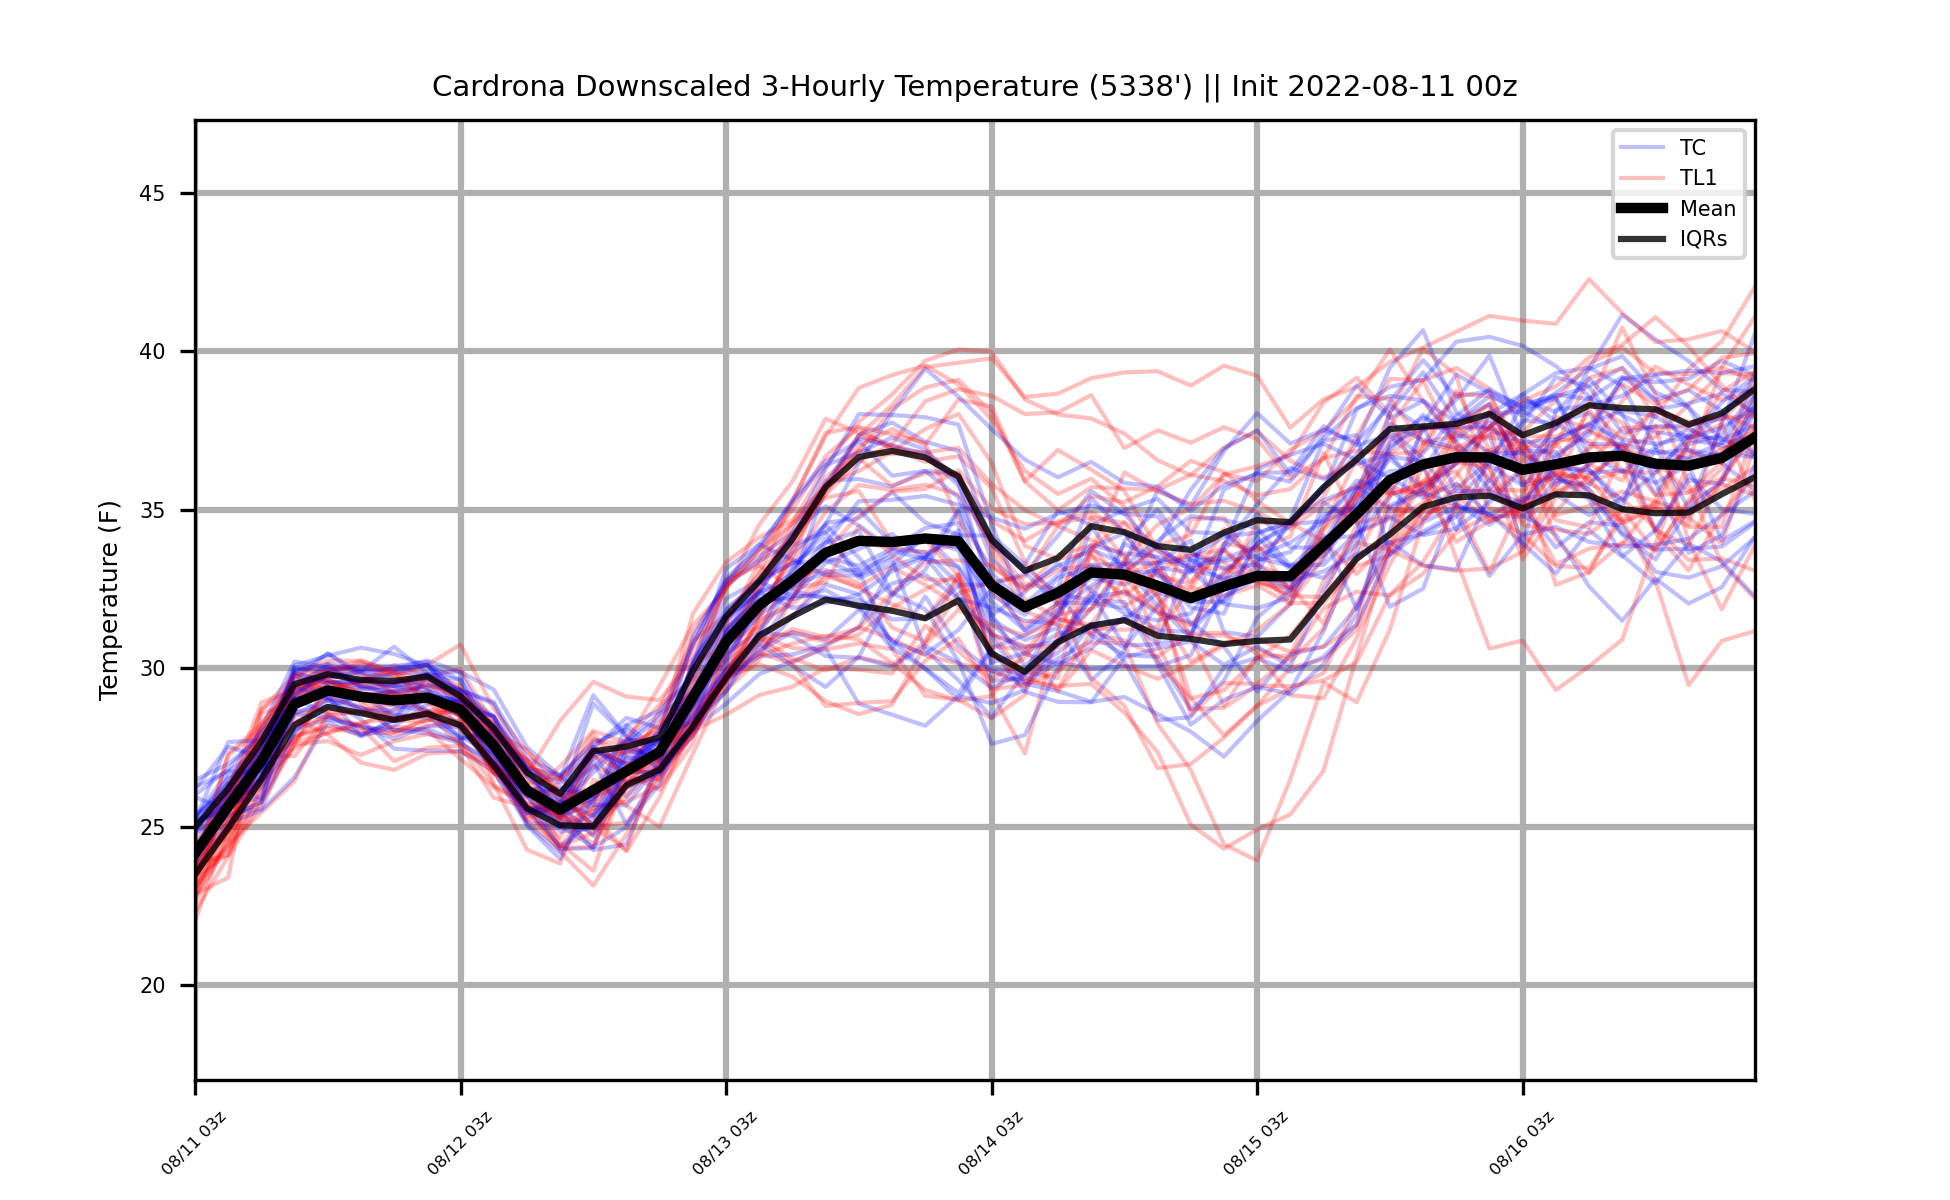 Cardrona Downscaled 3-Hourly Temperature (5338') || Init 2022-08-11 00z
TC
TL1
Mean
IQRs
Temperature (F)
45
40
35
30
25
20
08/11 03z
08/12 03z
08/13 03z
08/14 03z
08/15 03z
08/16 03z